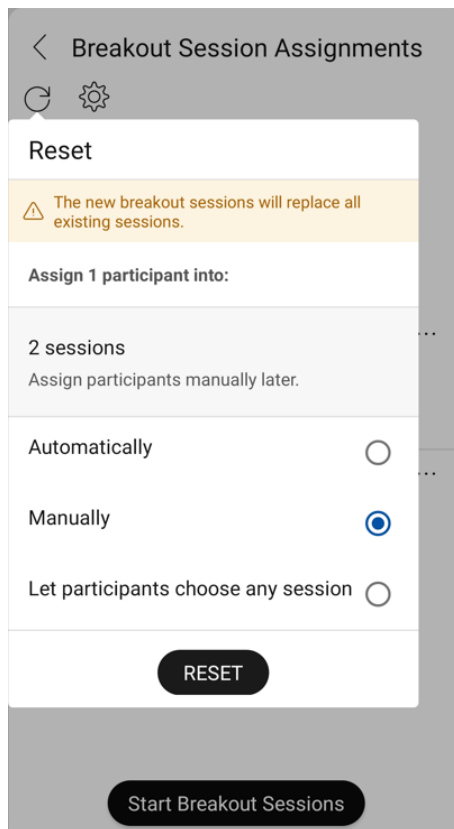 Breakout Session Assignments
Reset
The new breakout sessions will replace all
existing sessions.
Assign 1 participant into:
2 sessions
Assign participants manually later.
Automatically
Manually
Let participants choose any session
RESET
Start Breakout Sessions